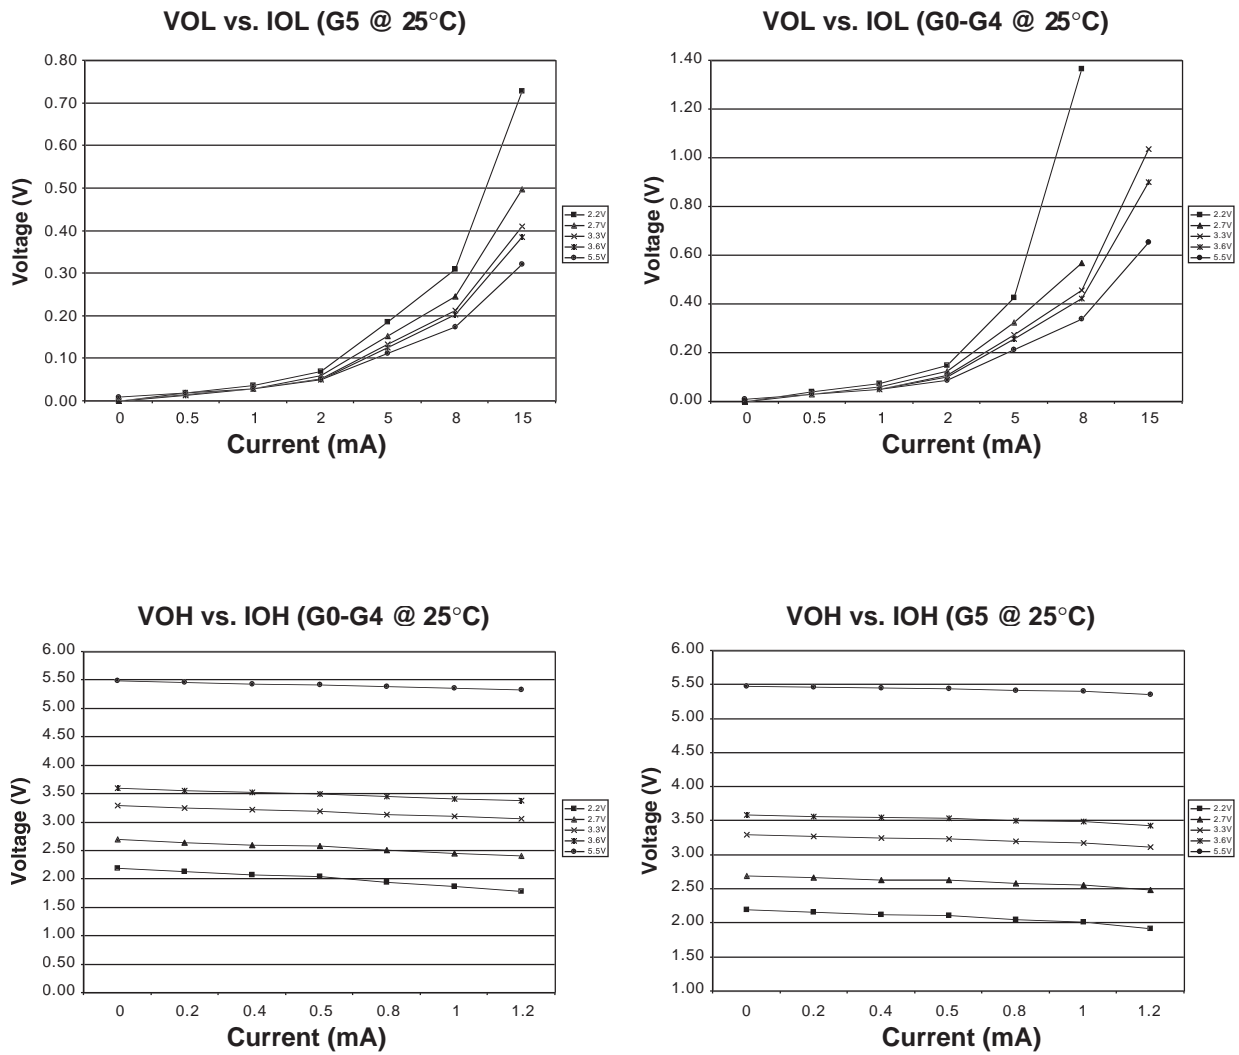 VOL vs. IOL (G5 @ 25°C)
0.80
0.70
0.60
0.50
0.40
0.30
0.20
0.10
0.00
Voltage (V)
0 0.5 1 2 5 8 15
Current (mA)
2.2V
2.7V
3.3V
3.6V
5.5V
VOL vs. IOL (G0-G4 @ 25°C)
1.40
1.20
1.00
0.80
0.60
0.40
0.20
0.00
Voltage (V)
0 0.5 1 2 5 8 15
Current (mA)
2.2V
2.7V
3.3V
3.6V
5.5V
VOH vs. IOH (G0-G4 @ 25°C)
6.00
5.50
5.00
4.50
4.00
3.50
3.00
2.50
2.00
1.50
1.00
0.50
0.00
Voltage (V)
0 0.2 0.4 0.5 0.8 1 1.2
Current (mA)
2.2V
2.7V
3.3V
3.6V
5.5V
VOH vs. IOH (G5 @ 25°C)
6.00
5.50
5.00
4.50
4.00
3.50
3.00
2.50
2.00
1.50
1.00
Voltage (V)
0 0.2 0.4 0.5 0.8 1 1.2
Current (mA)
2.2V
2.7V
3.3V
3.6V
5.5V